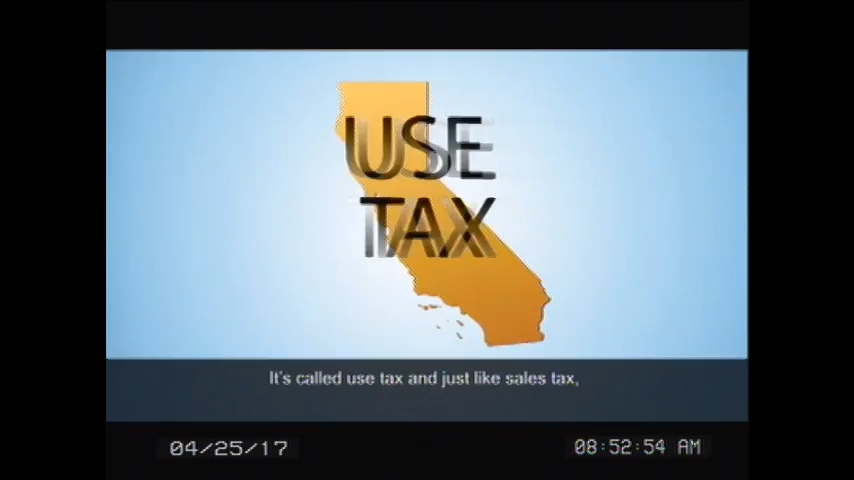 USE
TAX
It's called use tax and just like sales tax,
04/25/17
08:52:54 AM